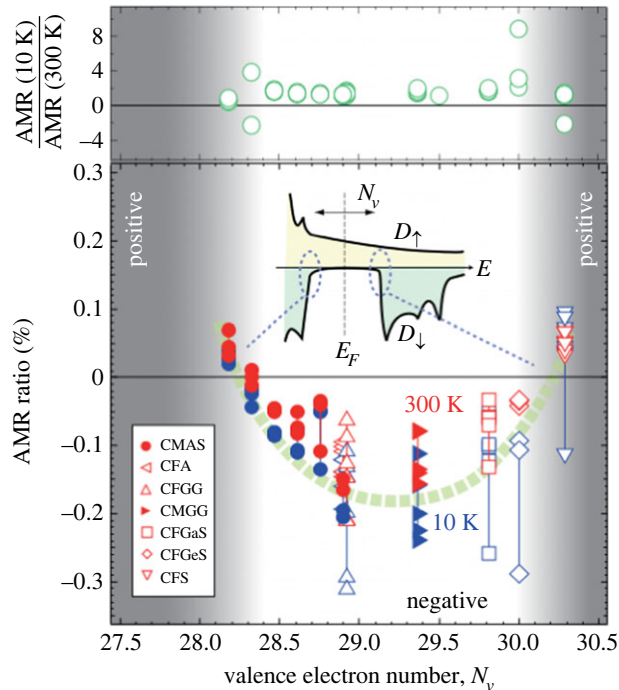 AMR (10 K)
AMR (300 K)
8
4
0
−4
positive
positive
0.3
0.2
0.1
0
−0.1
−0.2
−0.3
AMR ratio (%)
N_v
D↑
E
D↓
E_F
300 K
10 K
CMAS
CFA
CFGG
CMGG
CFGaS
CFGeS
CFS
negative
27.5 28.0 28.5 29.0 29.5 30.0 30.5
valence electron number, N_v